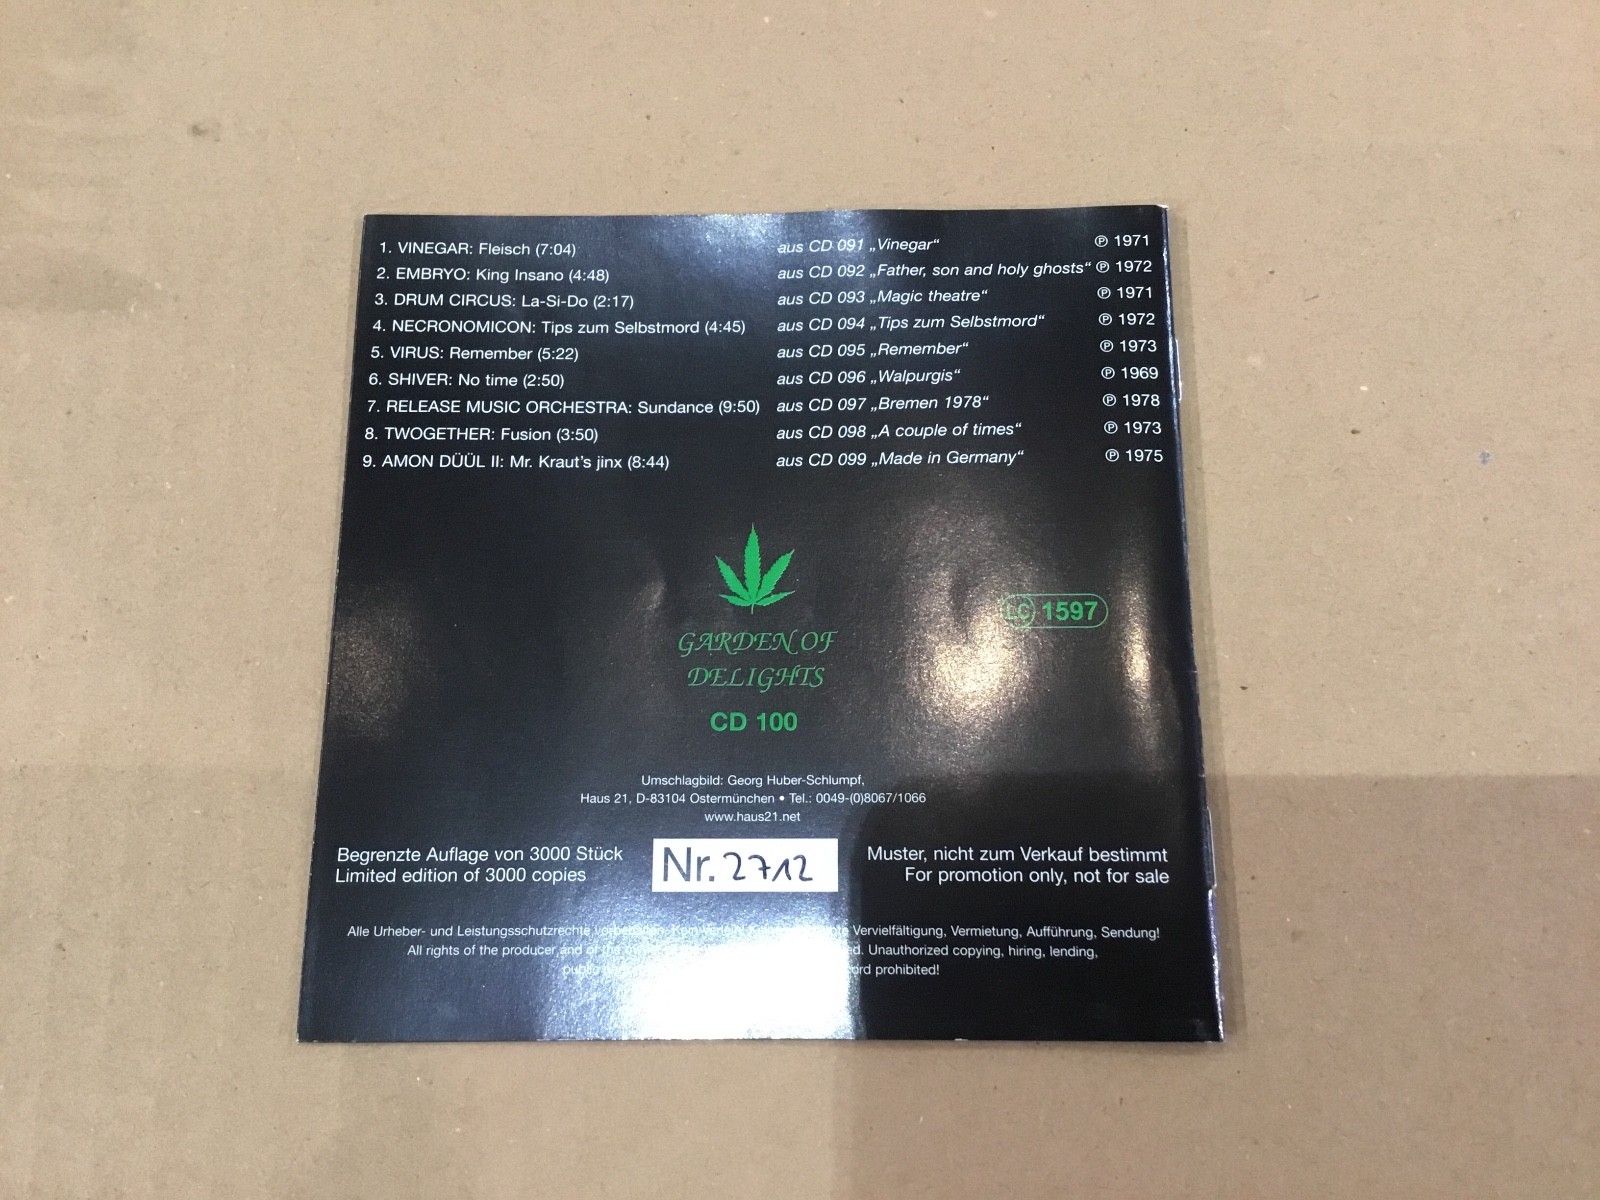 1. VINEGAR: Fleisch (7:04) aus CD 091 „Vinegar“ ℗ 1971
2. EMBRYO: King Insano (4:48) aus CD 092 „Father, son and holy ghosts“ ℗ 1972
3. DRUM CIRCUS: La-Si-Do (2:17) aus CD 093 „Magic theatre“ ℗ 1971
4. NECRONOMICON: Tips zum Selbstmord (4:45) aus CD 094 „Tips zum Selbstmord“ ℗ 1972
5. VIRUS: Remember (5:22) aus CD 095 „Remember“ ℗ 1973
6. SHIVER: No time (2:50) aus CD 096 „Walpurgis“ ℗ 1969
7. RELEASE MUSIC ORCHESTRA: Sundance (9:50) aus CD 097 „Bremen 1978“ ℗ 1978
8. TWOGETHER: Fusion (3:50) aus CD 098 „A couple of times“ ℗ 1973
9. AMON DÜÜL II: Mr. Kraut's jinx (8:44) aus CD 099 „Made in Germany“ ℗ 1975
LC 1597
GARDEN OF
DELIGHTS
CD 100
Umschlagbild: Georg Huber-Schlumpf,
Haus 21, D-83104 Ostermünchen • Tel.: 0049-(0)8067/1066
www.haus21.net
Begrenzte Auflage von 3000 Stück
Limited edition of 3000 copies
Nr. 2712
Muster, nicht zum Verkauf bestimmt
For promotion only, not for sale
Alle Urheber- und Leistungsschutzrechte vorbehalten. Kein Verleih! Vervielfältigung, Vermietung, Aufführung, Sendung!
All rights of the producer and of the Unauthorized copying, hiring, lending,
public prohibited!